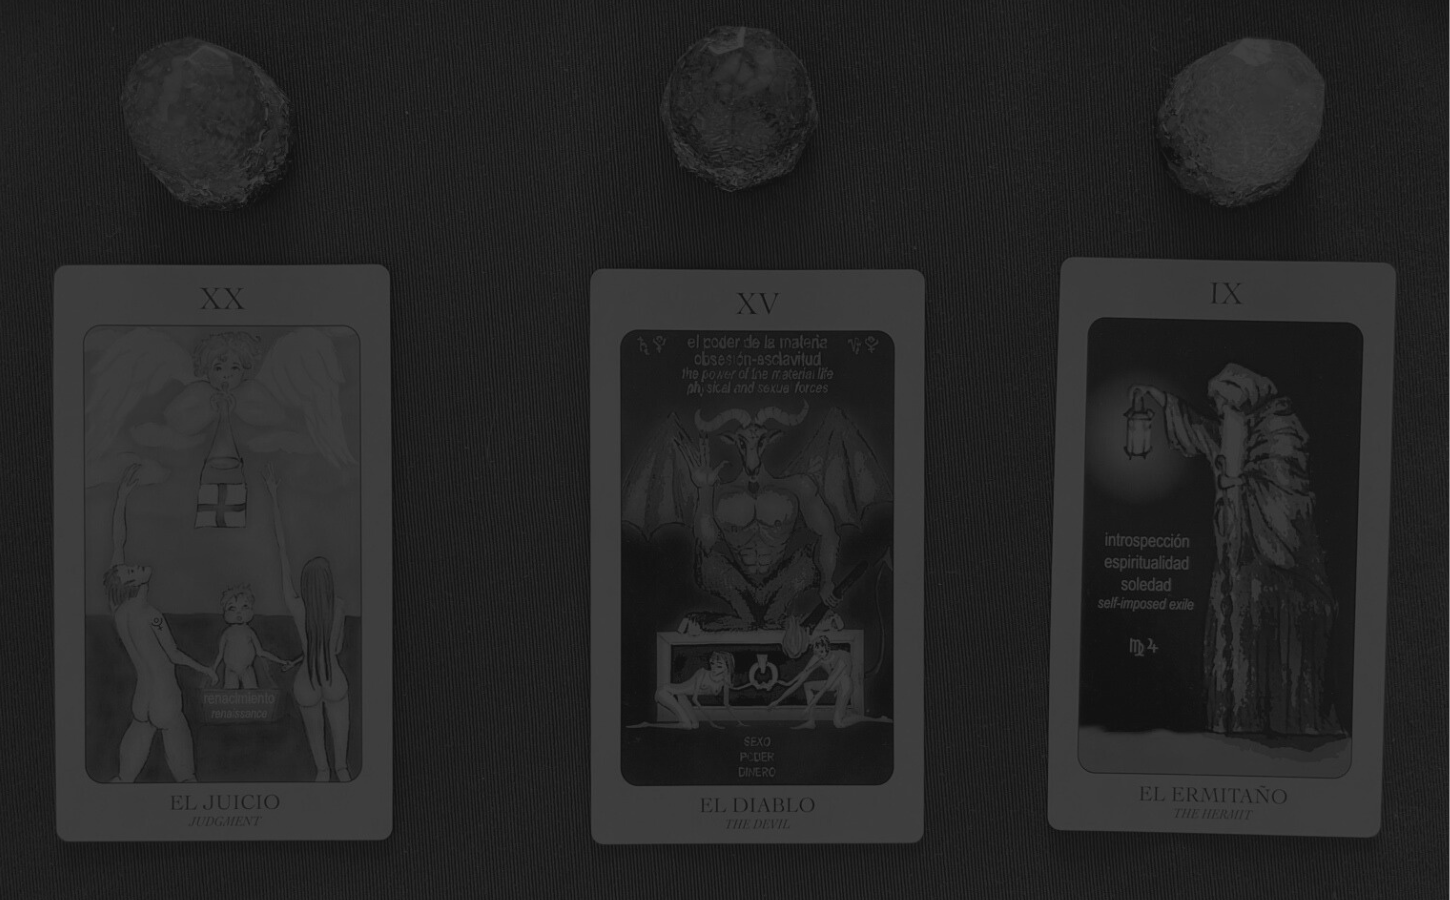 XX
renacimiento
renaissance
EL JUICIO
JUDGMENT
XV
el poder de la materia
obsesión-esclavitud
the power of the material life
physical and sexual forces
SEXO
PODER
DINERO
EL DIABLO
THE DEVIL
IX
introspección
espiritualidad
soledad
self-imposed exile
EL ERMITAÑO
THE HERMIT